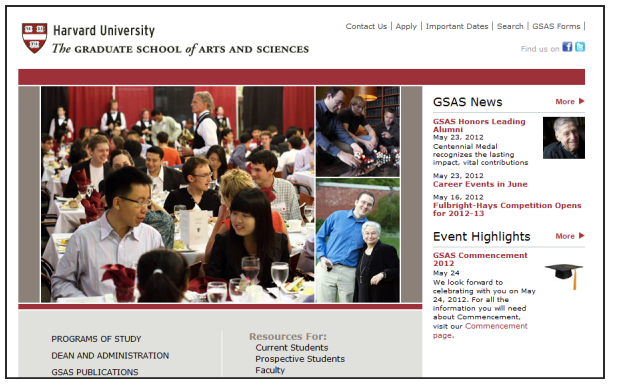 Harvard University
The GRADUATE SCHOOL of ARTS AND SCIENCES
Contact Us | Apply | Important Dates | Search | GSAS Forms |
Find us on
GSAS News
More
GSAS Honors Leading
Alumni
May 23, 2012
Centennial Medal
recognizes the lasting
impact, vital contributions
May 23, 2012
Career Events in June
May 16, 2012
Fulbright-Hays Competition Opens
for 2012-13
Event Highlights
More
GSAS Commencement
2012
May 24
We look forward to
celebrating with you on May
24, 2012. For all the
information you will need
about Commencement,
visit our Commencement
page.
PROGRAMS OF STUDY
DEAN AND ADMINISTRATION
GSAS PUBLICATIONS
Resources For:
Current Students
Prospective Students
Faculty